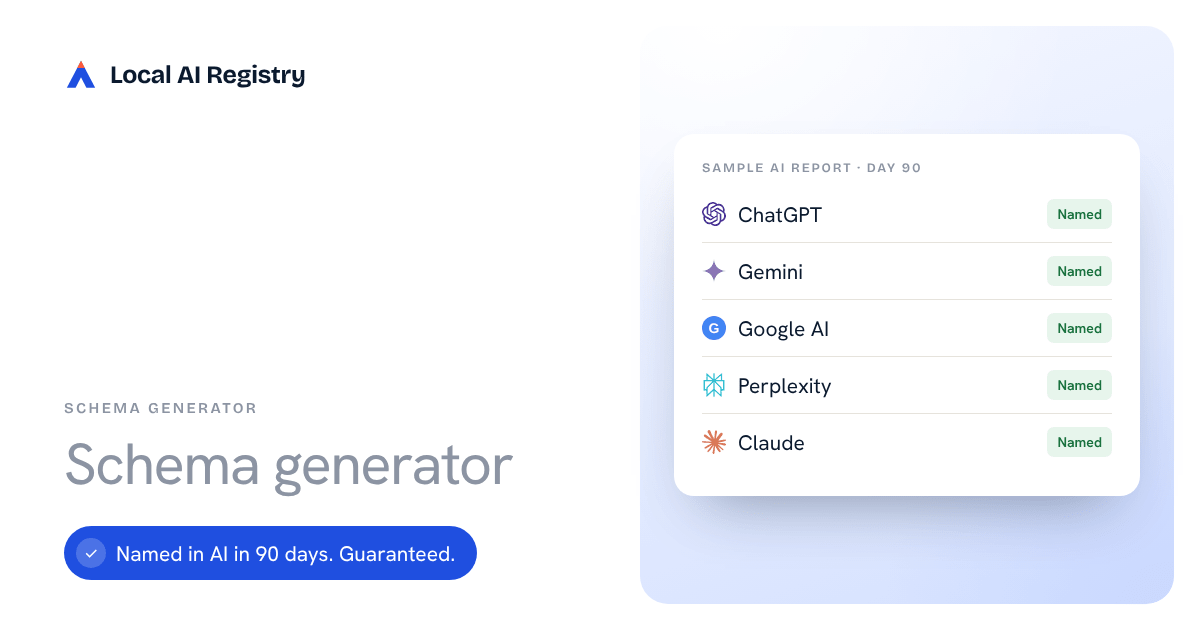 Local AI Registry
SCHEMA GENERATOR
Schema generator
Named in AI in 90 days. Guaranteed.
SAMPLE AI REPORT · DAY 90
ChatGPT Named
Gemini Named
G Google AI Named
Perplexity Named
Claude Named